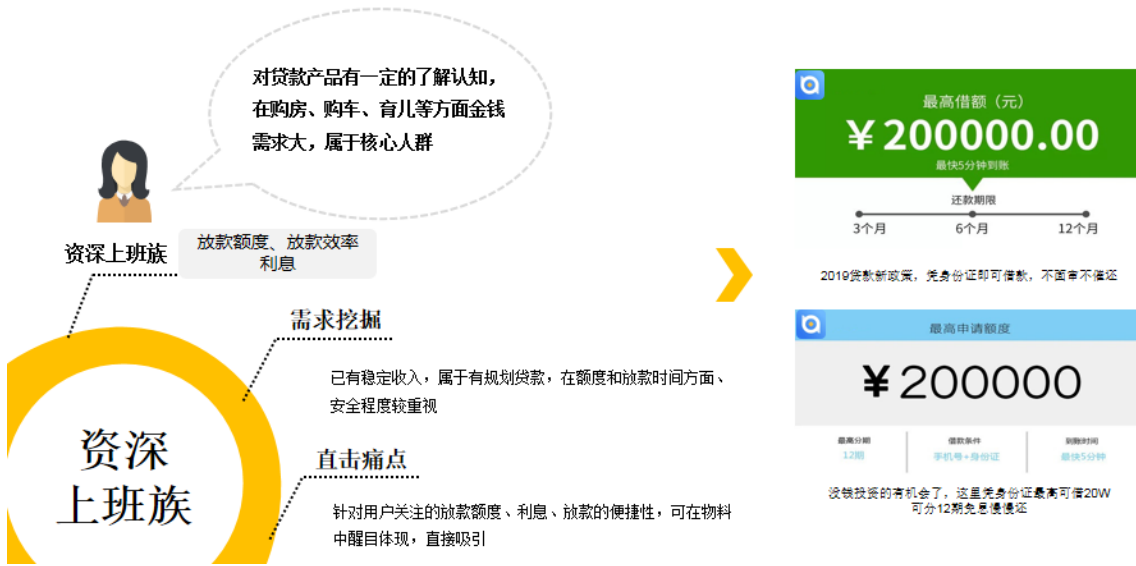 对贷款产品有一定的了解认知，
在购房、购车、育儿等方面金钱
需求大，属于核心人群
资深上班族
放款额度、放款效率
利息
需求挖掘
已有稳定收入，属于有规划贷款，在额度和放款时间方面、
安全程度较重视
资深
上班族
直击痛点
针对用户关注的放款额度、利息、放款的便捷性，可在物料
中醒目体现，直接吸引
最高借额（元）
￥200000.00
最快5分钟到账
还款期限
3个月
6个月
12个月
2019贷款新政策，凭身份证即可借款，不面审不催还
最高申请额度
￥200000
最高分期
借款条件
到账时间
12期
手机号+身份证
最快5分钟
没钱投资的有机会了，这里凭身份证最高可借20W
可分12期免息慢慢还